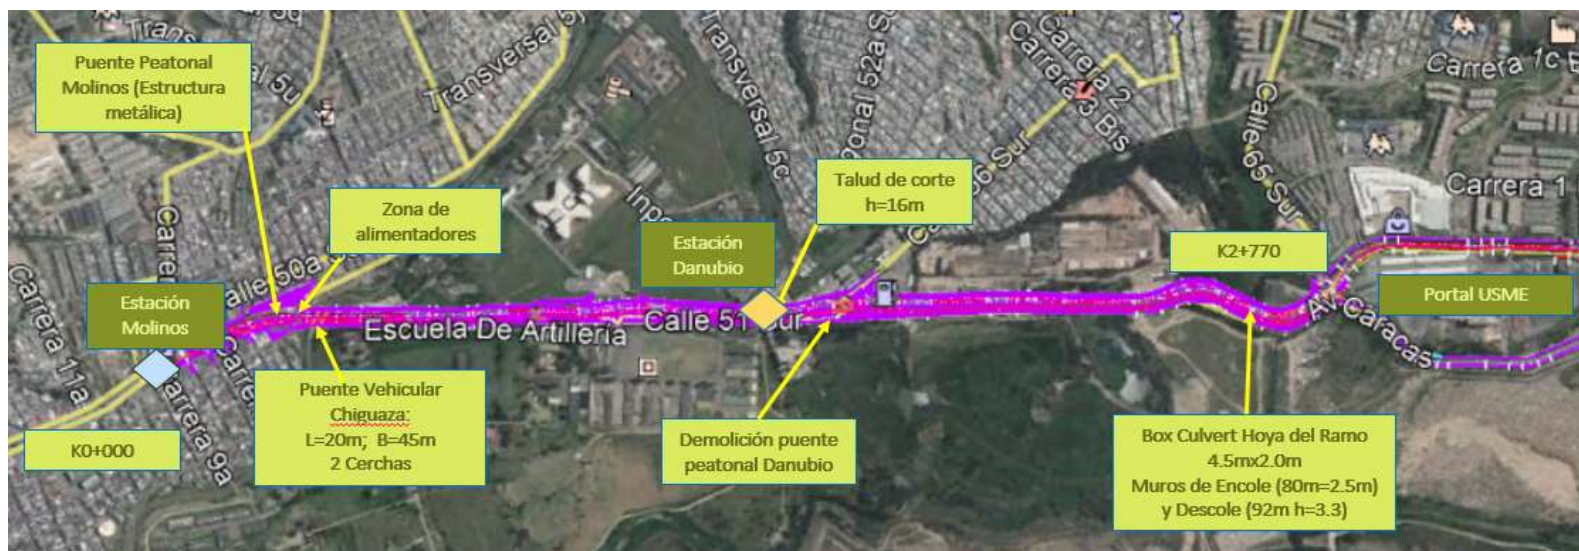 Puente Peatonal
Molinos (Estructura
metálica)
Transversal 5
Transversal 5u
Transversal 5c
Carrera 2
Carrera 3 Bis
Carrera 1c
Calle 65 Sur
Carrera 1
Talud de corte
h=16m
Zona de
alimentadores
Estación
Danubio
K2+770
Estación
Molinos
Portal USME
Escuela De Artillería
Calle 51 Sur
Av Caracas
Carrera 11a
Carrera 9a
K0+000
Puente Vehicular
Chiguaza:
L=20m; B=45m
2 Cerchas
Demolición puente
peatonal Danubio
Box Culvert Hoya del Ramo
4.5mx2.0m
Muros de Encole (80m=2.5m)
y Descole (92m h=3.3)